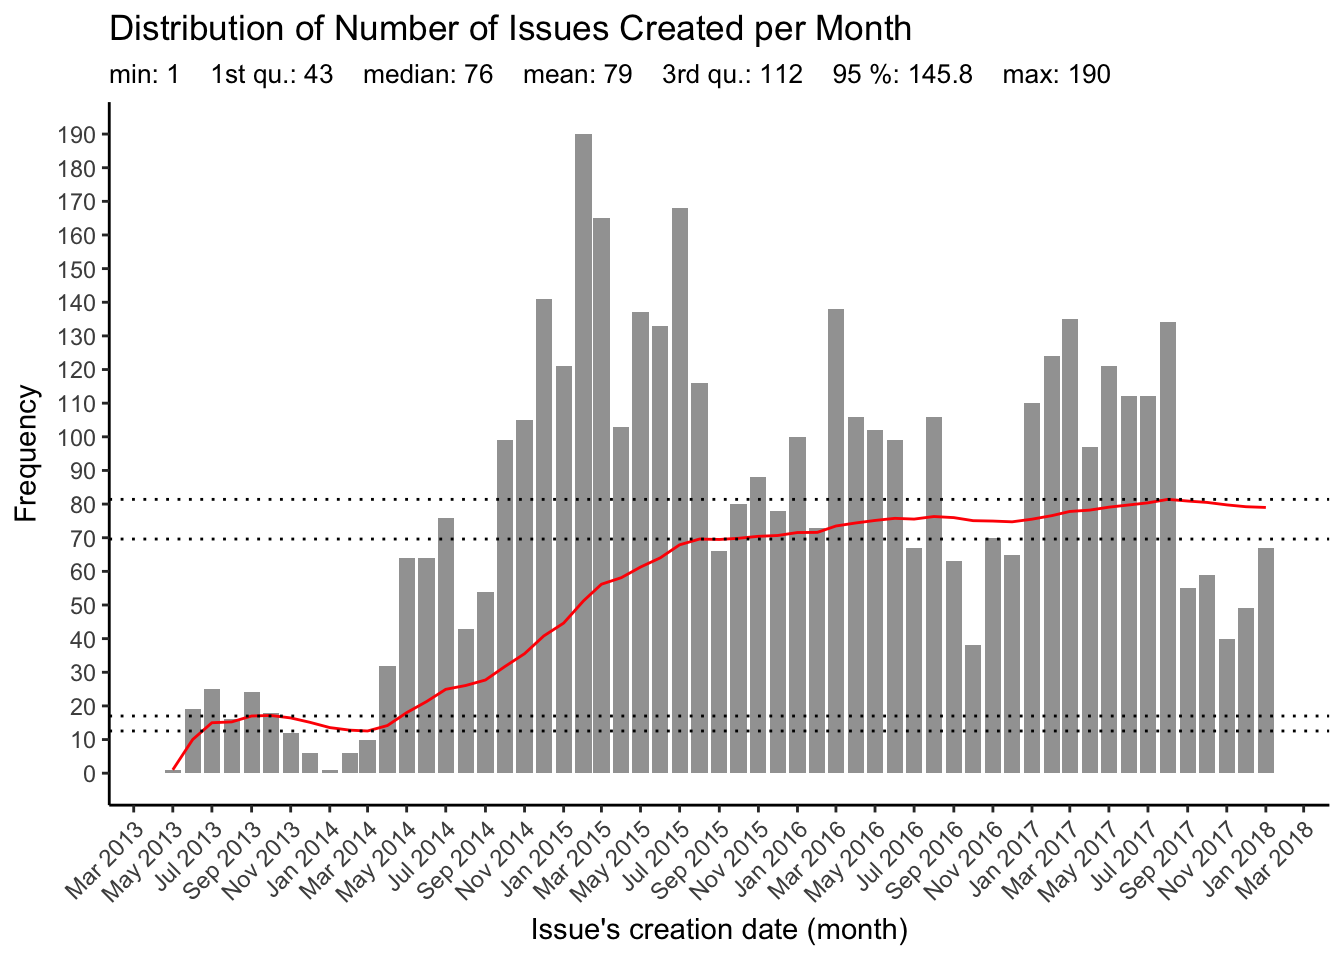 Distribution of Number of Issues Created per Month
min: 1 1st qu.: 43 median: 76 mean: 79 3rd qu.: 112 95 %: 145.8 max: 190
Frequency
190
180
170
160
150
140
130
120
110
100
90
80
70
60
50
40
30
20
10
0
Mar 2013
May 2013
Jul 2013
Sep 2013
Nov 2013
Jan 2014
Mar 2014
May 2014
Jul 2014
Sep 2014
Nov 2014
Jan 2015
Mar 2015
May 2015
Jul 2015
Sep 2015
Nov 2015
Jan 2016
Mar 2016
May 2016
Jul 2016
Sep 2016
Nov 2016
Jan 2017
Mar 2017
May 2017
Jul 2017
Sep 2017
Nov 2017
Jan 2018
Mar 2018
Issue's creation date (month)